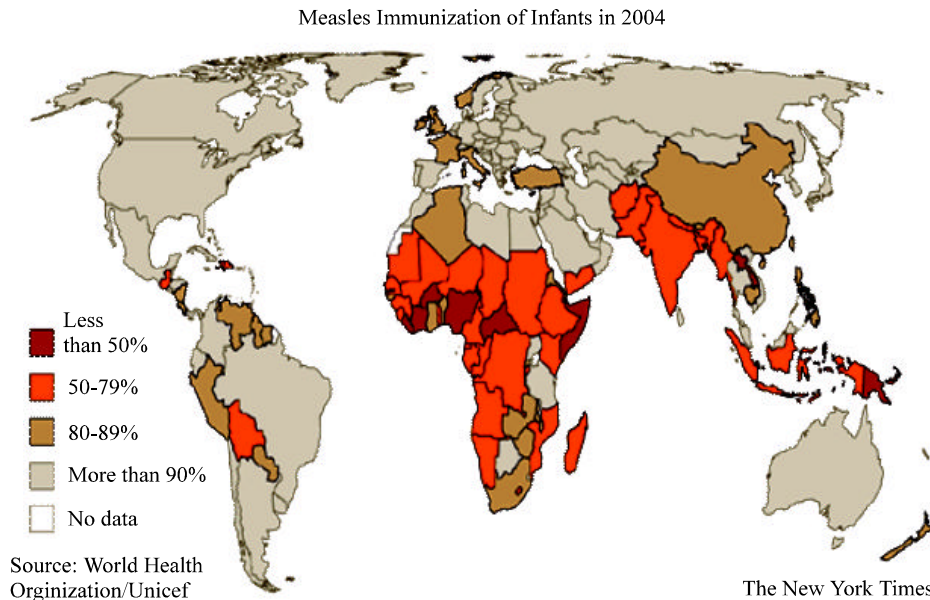 Measles Immunization of Infants in 2004
Less
than 50%
50-79%
80-89%
More than 90%
No data
Source: World Health
Orginization/Unicef
The New York Times